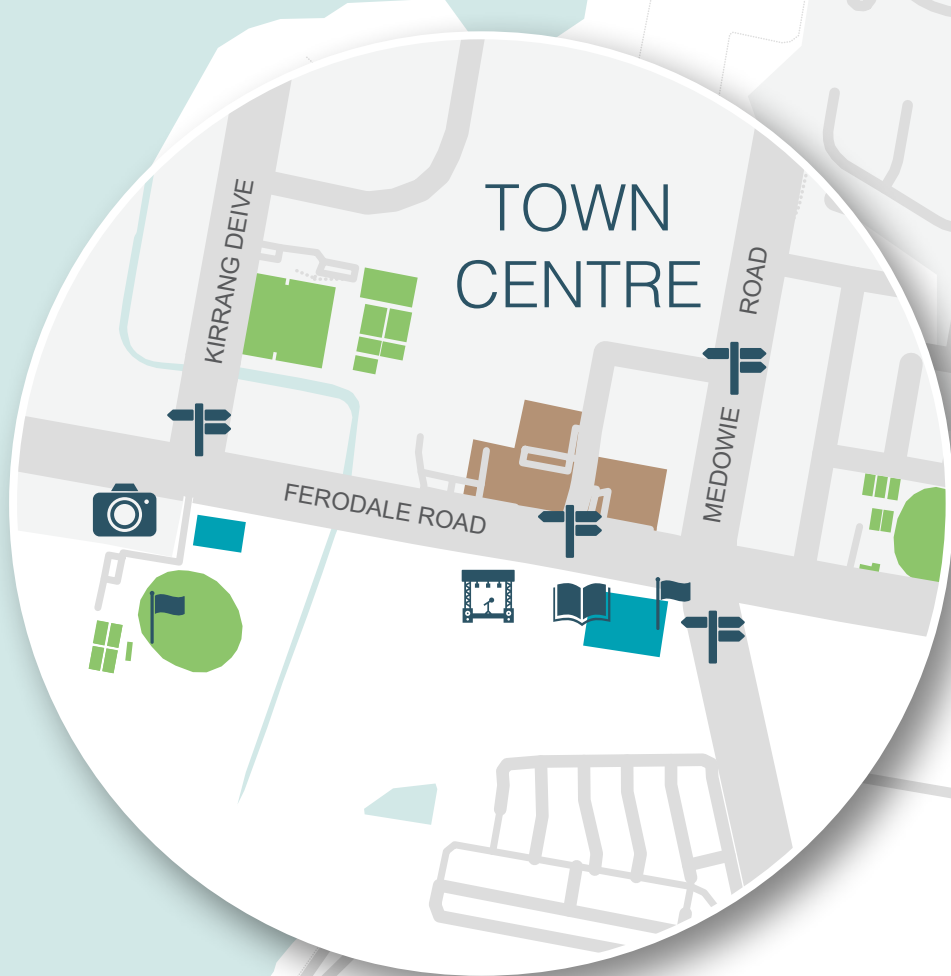 TOWN
CENTRE
KIRRANG DEIVE
ROAD
MEDOWIE
FERODALE ROAD